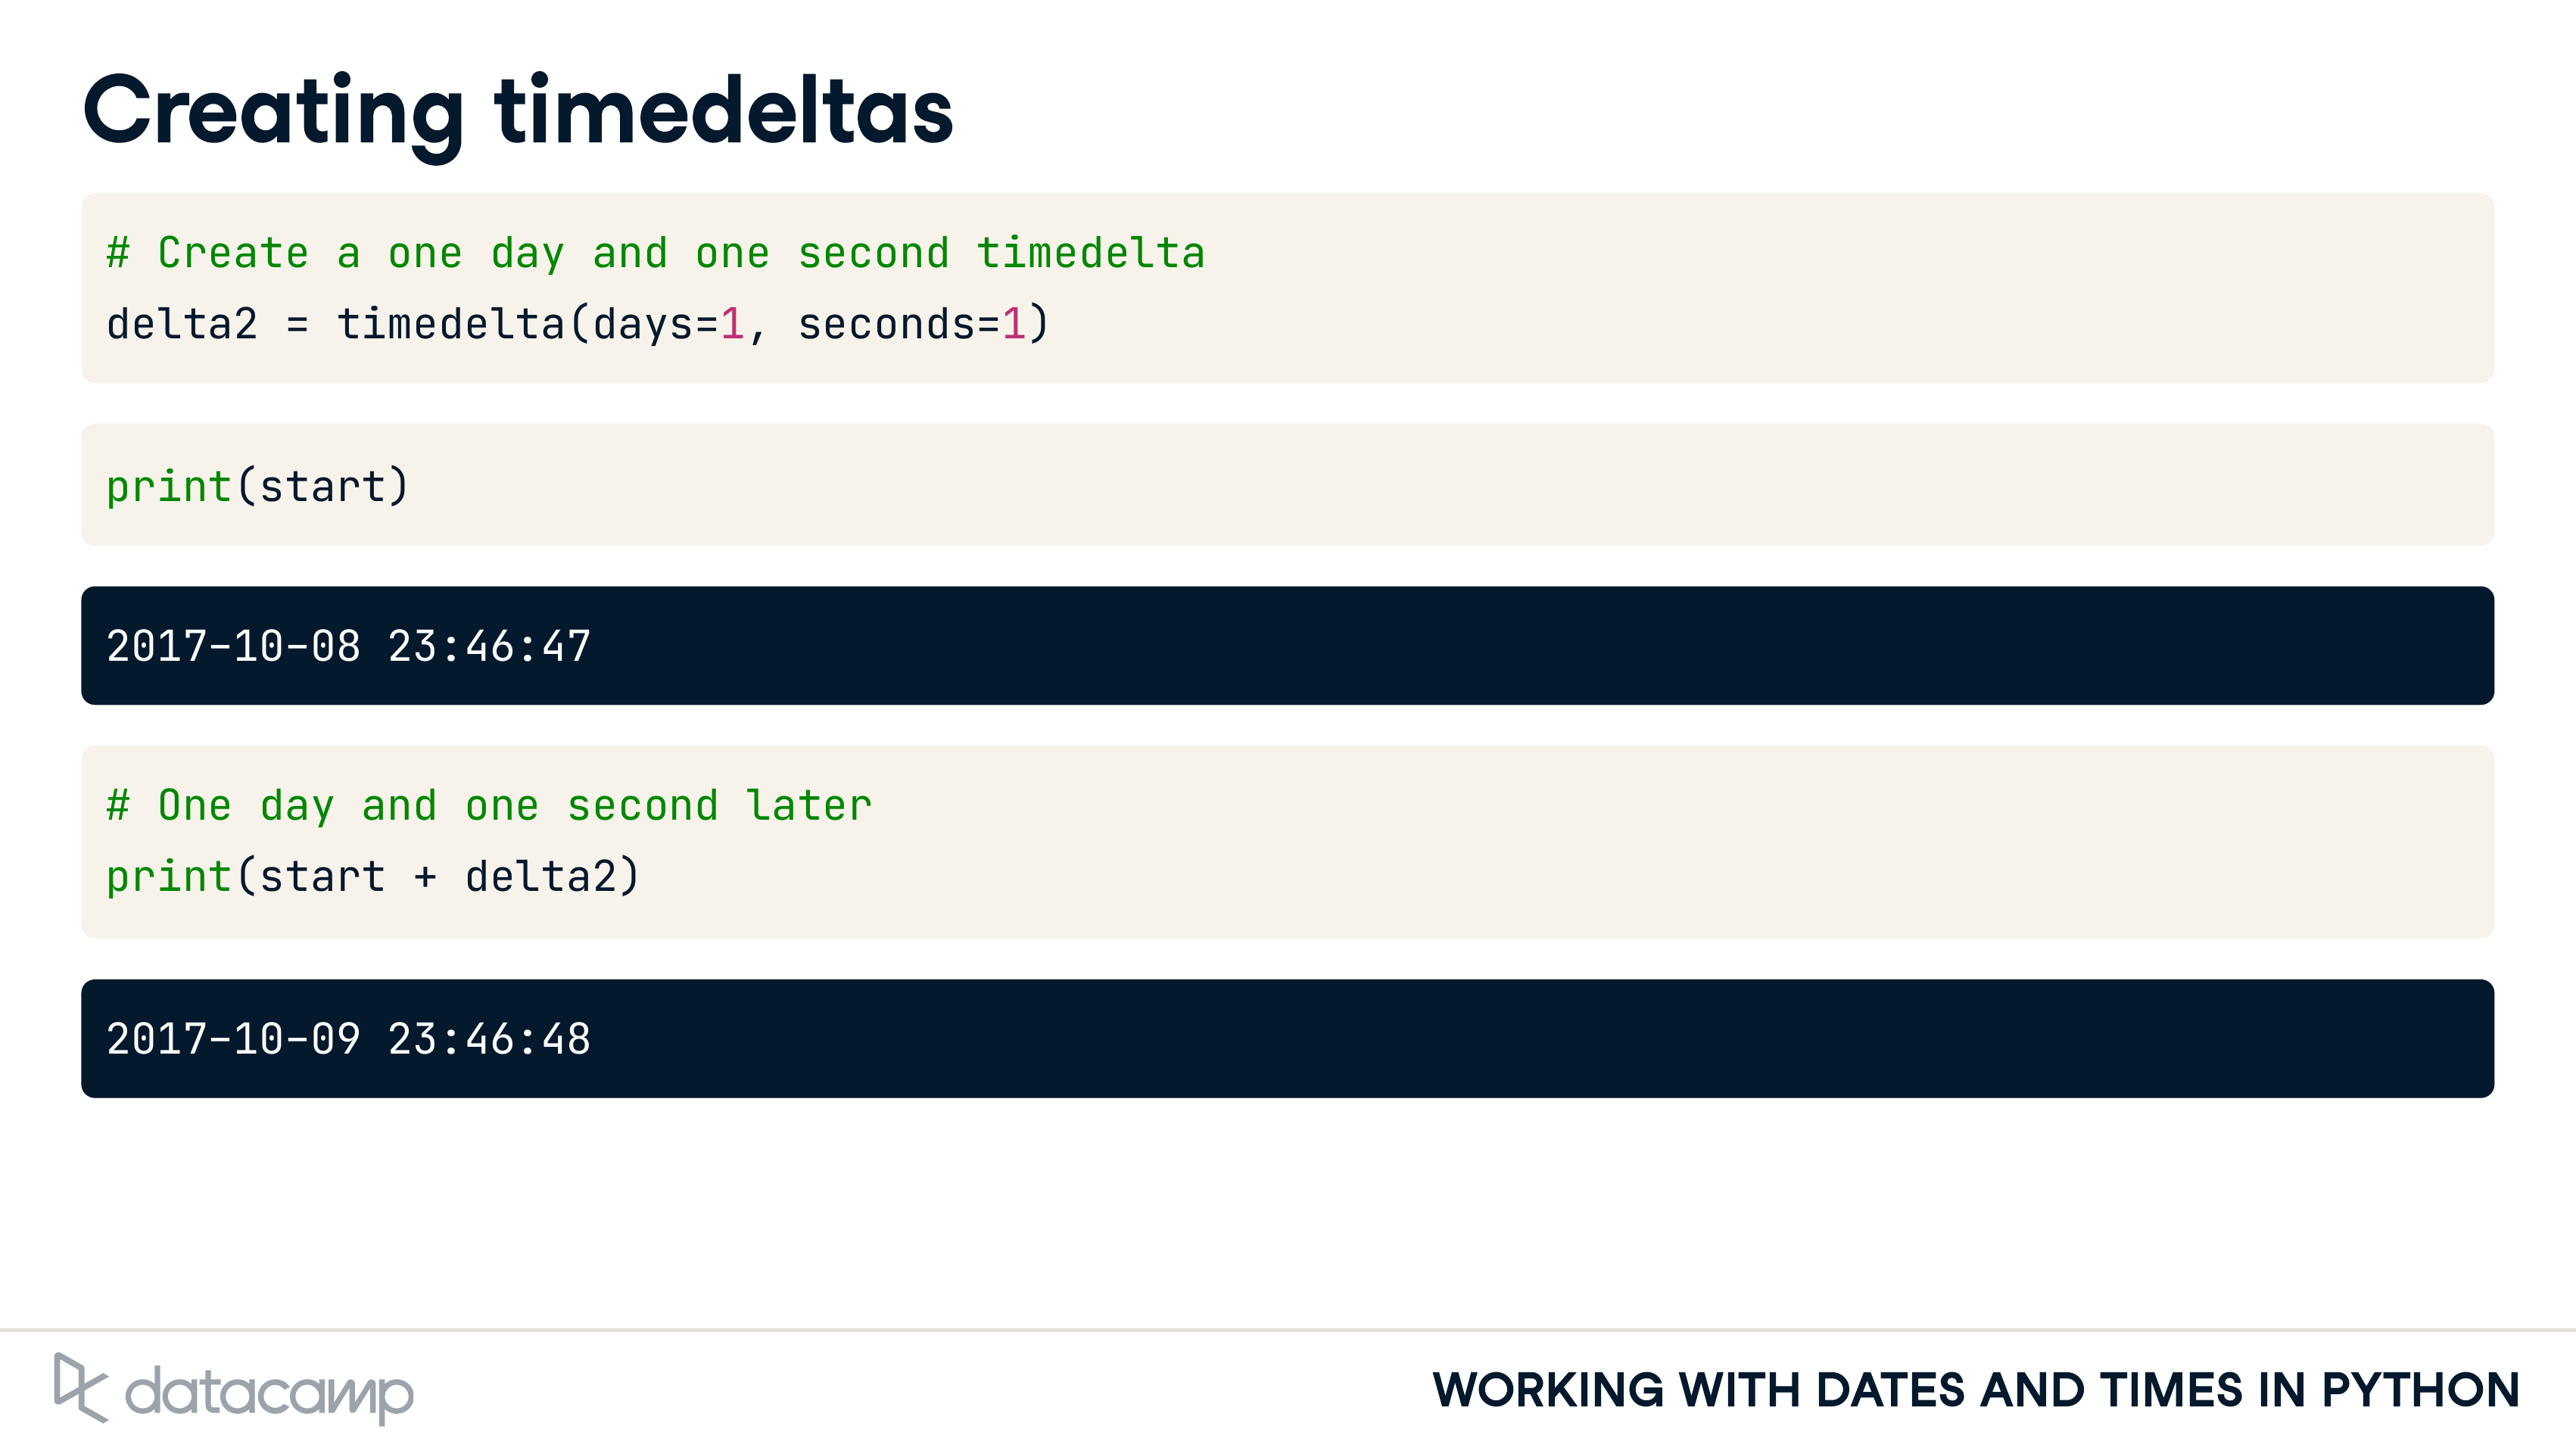 Creating timedeltas
# Create a one day and one second timedelta
delta2 = timedelta(days=1, seconds=1)
print(start)
2017-10-08 23:46:47
# One day and one second later
print(start + delta2)
2017-10-09 23:46:48
datacamp
WORKING WITH DATES AND TIMES IN PYTHON